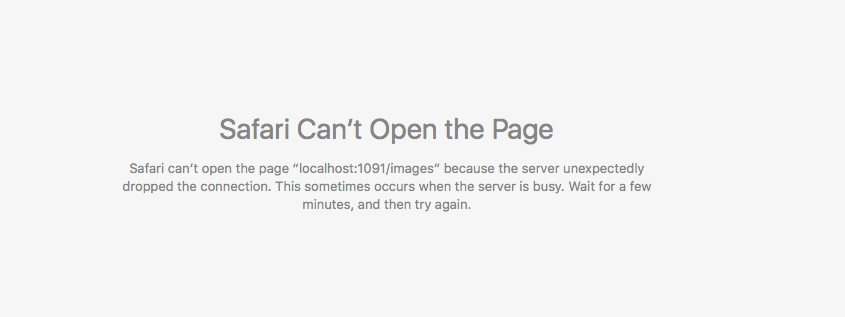 Safari Can’t Open the Page
Safari can’t open the page “localhost:1091/images” because the server unexpectedly
dropped the connection. This sometimes occurs when the server is busy. Wait for a few
minutes, and then try again.